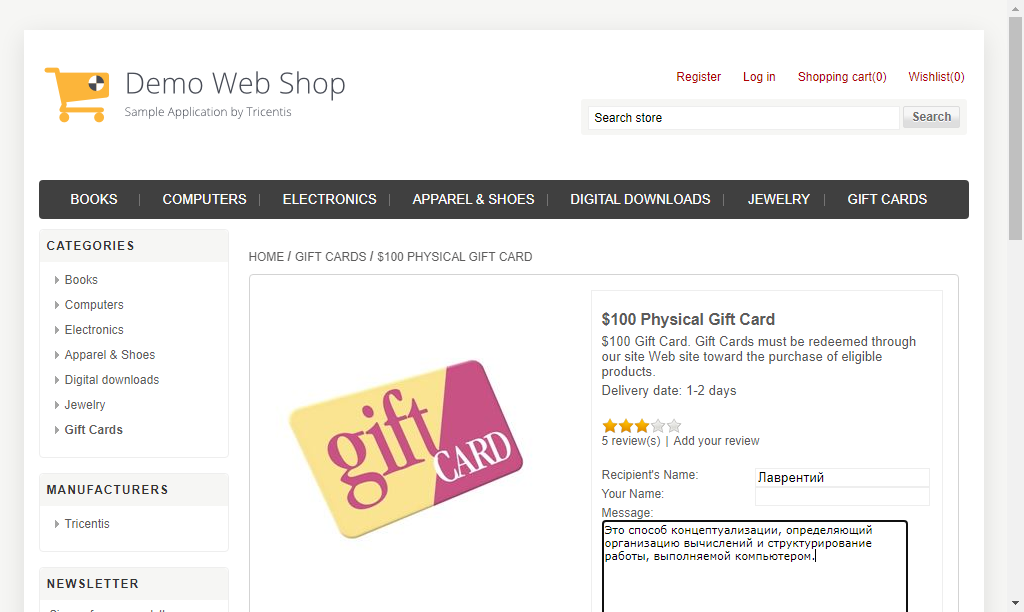 Demo Web Shop
Sample Application by Tricentis
Register Log in Shopping cart(0) Wishlist(0)
Search store Search
BOOKS COMPUTERS ELECTRONICS APPAREL & SHOES DIGITAL DOWNLOADS JEWELRY GIFT CARDS
CATEGORIES
Books
Computers
Electronics
Apparel & Shoes
Digital downloads
Jewelry
Gift Cards
MANUFACTURERS
Tricentis
NEWSLETTER
HOME / GIFT CARDS / $100 PHYSICAL GIFT CARD
gift
CARD
$100 Physical Gift Card
$100 Gift Card. Gift Cards must be redeemed through
our site Web site toward the purchase of eligible
products.
Delivery date: 1-2 days
5 review(s) | Add your review
Recipient's Name: Лаврентий
Your Name:
Message:
Это способ концептуализации, определяющий
организацию вычислений и структурирование
работы, выполняемой компьютером.